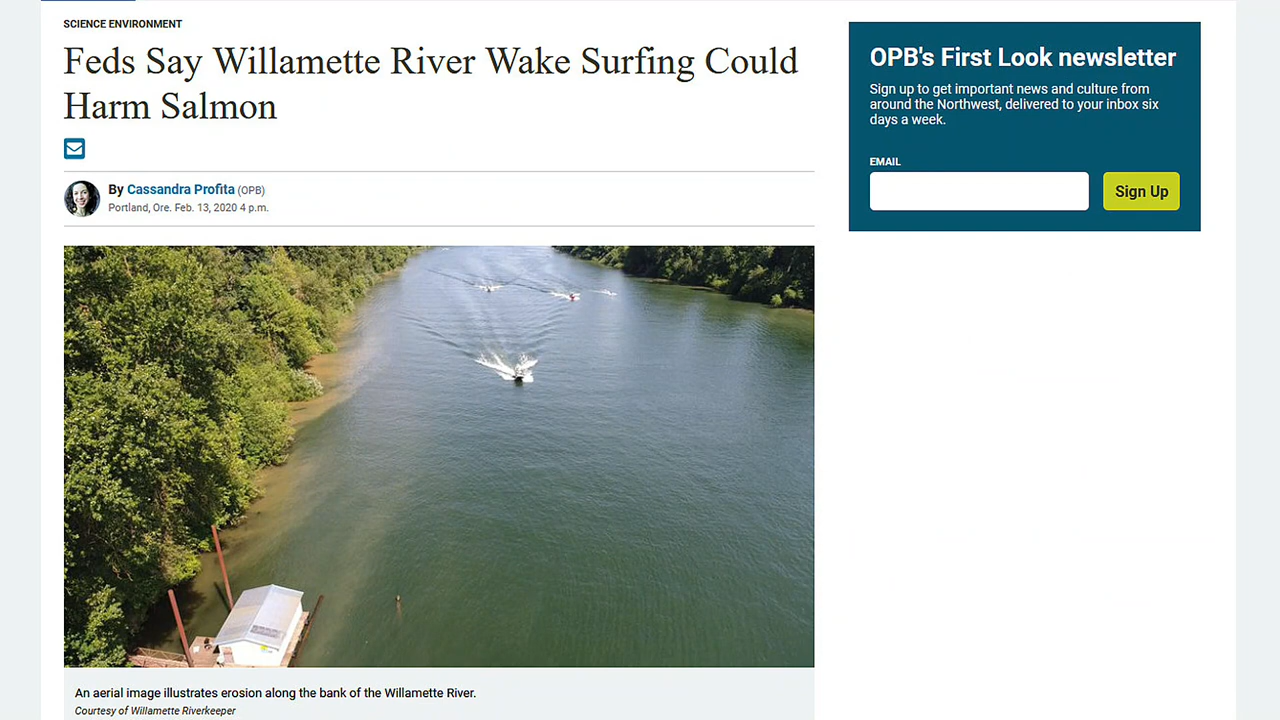 SCIENCE ENVIRONMENT
Feds Say Willamette River Wake Surfing Could
Harm Salmon
By Cassandra Profita (OPB)
Portland, Ore. Feb. 13, 2020 4 p.m.
An aerial image illustrates erosion along the bank of the Willamette River.
Courtesy of Willamette Riverkeeper
OPB's First Look newsletter
Sign up to get important news and culture from
around the Northwest, delivered to your inbox six
days a week.
EMAIL
Sign Up